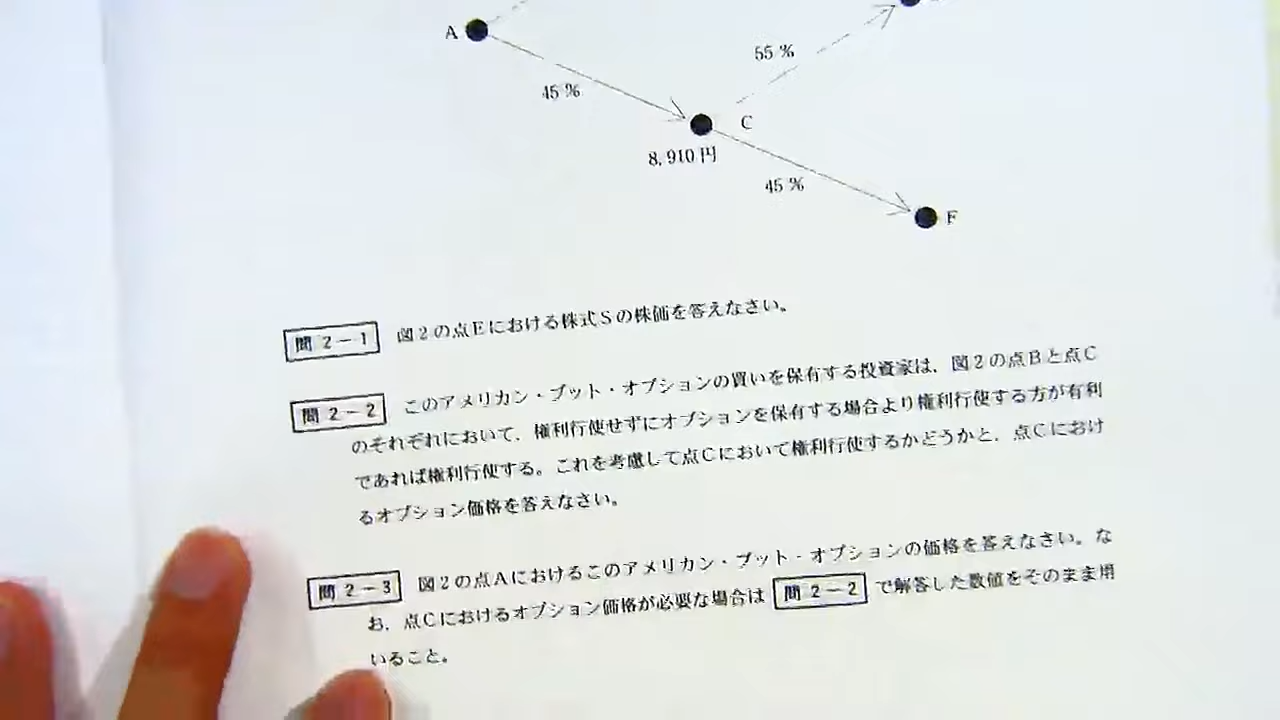 A
55 %
45 %
C
8,910 円
45 %
F
問 2－1 図2の点Eにおける株式Sの株価を答えなさい。
問 2－2 このアメリカン・プット・オプションの買いを保有する投資家は，図2の点Bと点C
のそれぞれにおいて，権利行使せずにオプションを保有する場合より権利行使する方が有利
であれば権利行使する。これを考慮して点Cにおいて権利行使するかどうかと，点Cにおけ
るオプション価格を答えなさい。
問 2－3 図2の点Aにおけるこのアメリカン・プット・オプションの価格を答えなさい。な
お，点Cにおけるオプション価格が必要な場合は 問 2－2 で解答した数値をそのまま用
いること。